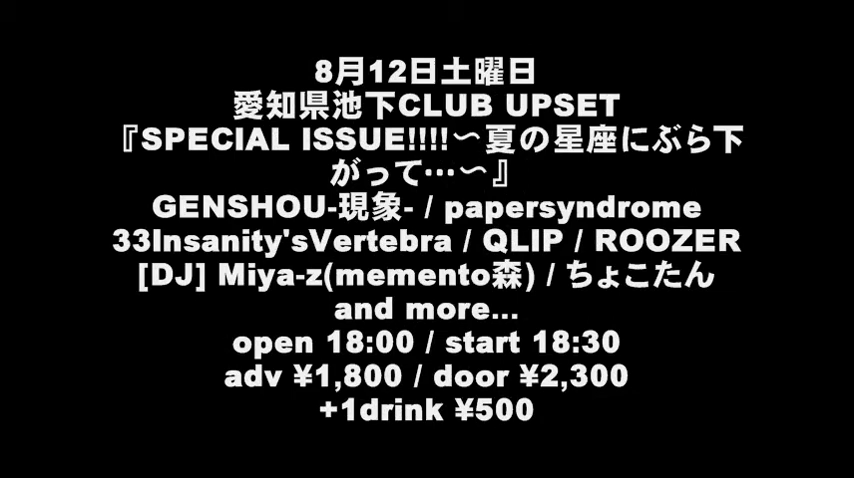 8月12日土曜日
愛知県池下CLUB UPSET
『SPECIAL ISSUE!!!!〜夏の星座にぶら下
がって…〜』
GENSHOU-現象- / papersyndrome
33Insanity'sVertebra / QLIP / ROOZER
[DJ] Miya-z(memento森) / ちょこたん
and more...
open 18:00 / start 18:30
adv ¥1,800 / door ¥2,300
+1drink ¥500